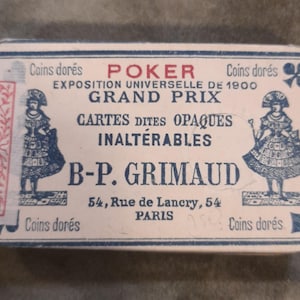 Coins dorés POKER Coins dorés
EXPOSITION UNIVERSELLE DE 1900
GRAND PRIX
CARTES DITES OPAQUES
INALTÉRABLES
B-P. GRIMAUD
54, Rue de Lancry, 54
Coins dorés PARIS Coins dorés